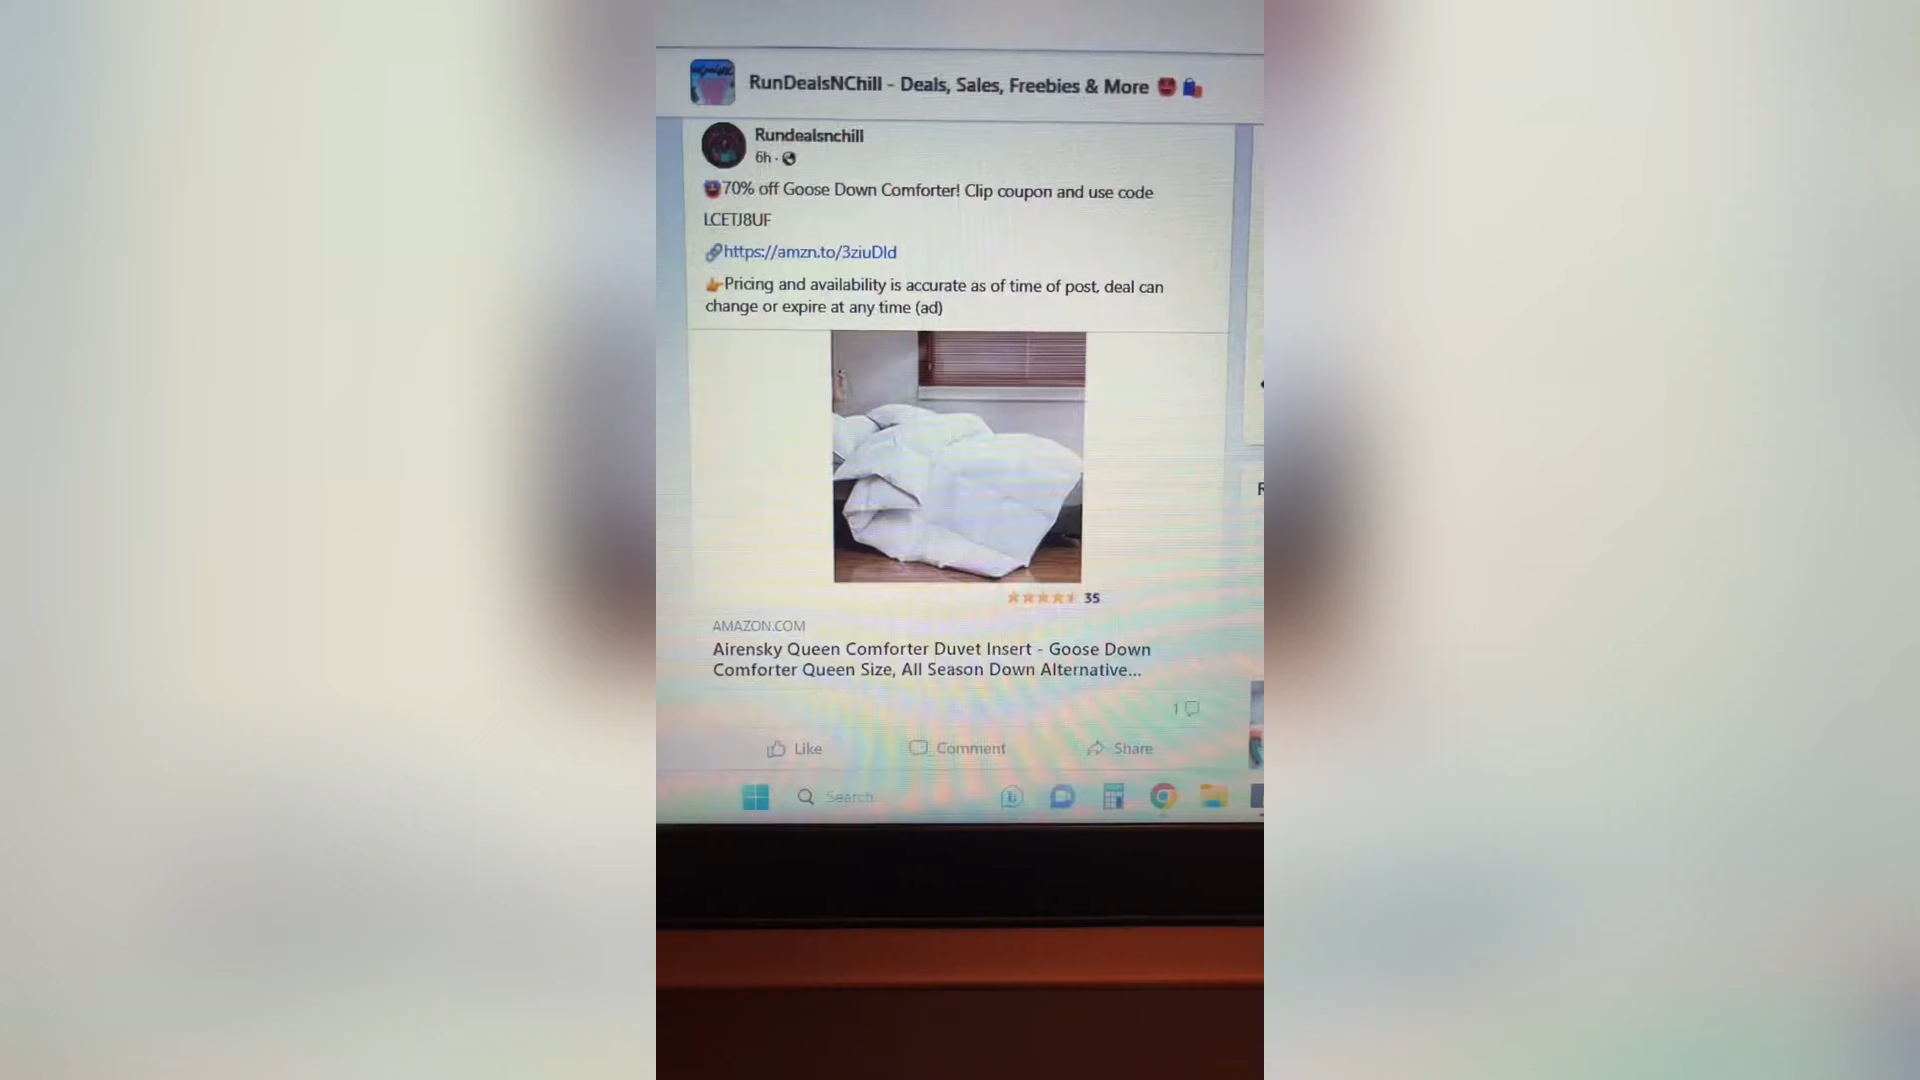 RunDealsNChill - Deals, Sales, Freebies & More
Rundealsnchill
6h ·
70% off Goose Down Comforter! Clip coupon and use code
LCETJ8UF
https://amzn.to/3ziuDld
Pricing and availability is accurate as of time of post, deal can
change or expire at any time (ad)
35
AMAZON.COM
Airensky Queen Comforter Duvet Insert - Goose Down
Comforter Queen Size, All Season Down Alternative...
1
Like
Comment
Share
Search